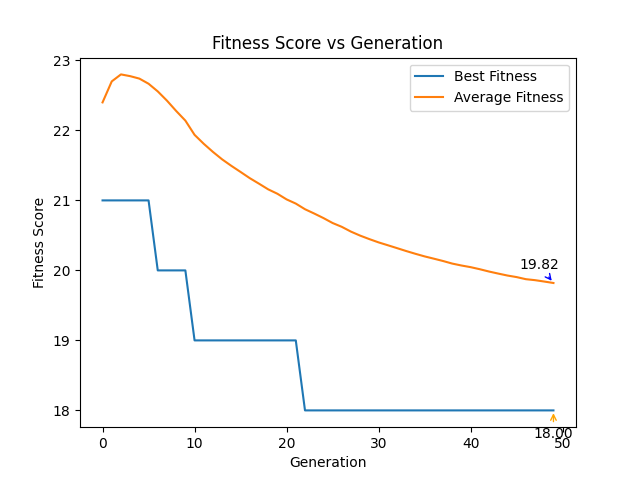 Fitness Score vs Generation
Best Fitness
Average Fitness
Fitness Score
23
22
21
20
19
18
19.82
18.00
0
10
20
30
40
50
Generation